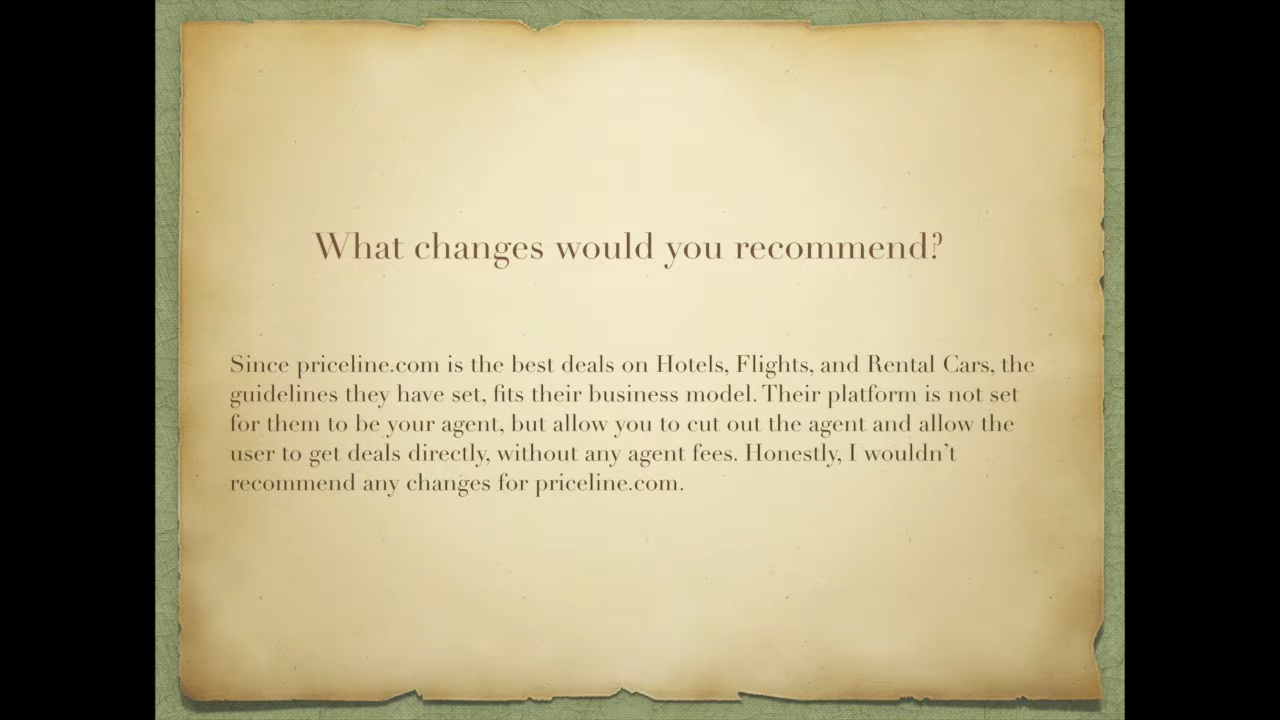 What changes would you recommend?
Since priceline.com is the best deals on Hotels, Flights, and Rental Cars, the
guidelines they have set, fits their business model. Their platform is not set
for them to be your agent, but allow you to cut out the agent and allow the
user to get deals directly, without any agent fees. Honestly, I wouldn't
recommend any changes for priceline.com.